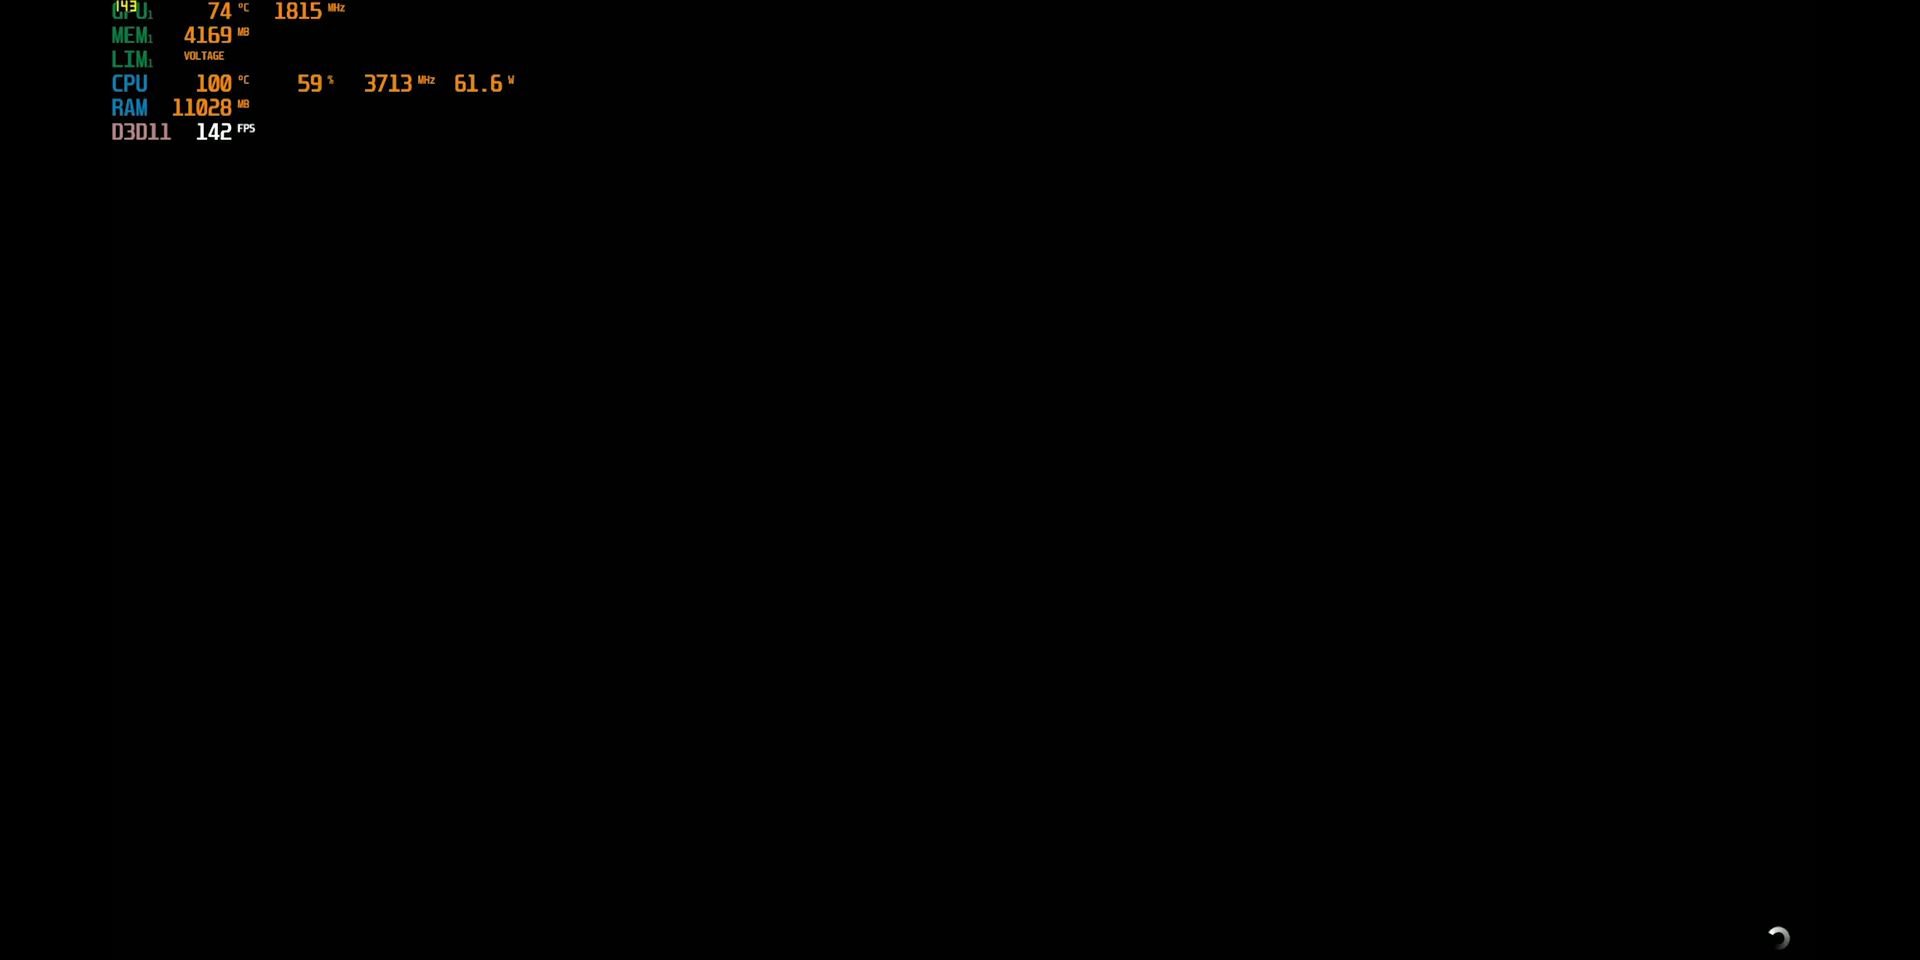 143
GPU1 74 °C 1815 MHz
MEM1 4169 MB
LIM1 VOLTAGE
CPU 100 °C 59 % 3713 MHz 61.6 W
RAM 11028 MB
D3D11 142 FPS